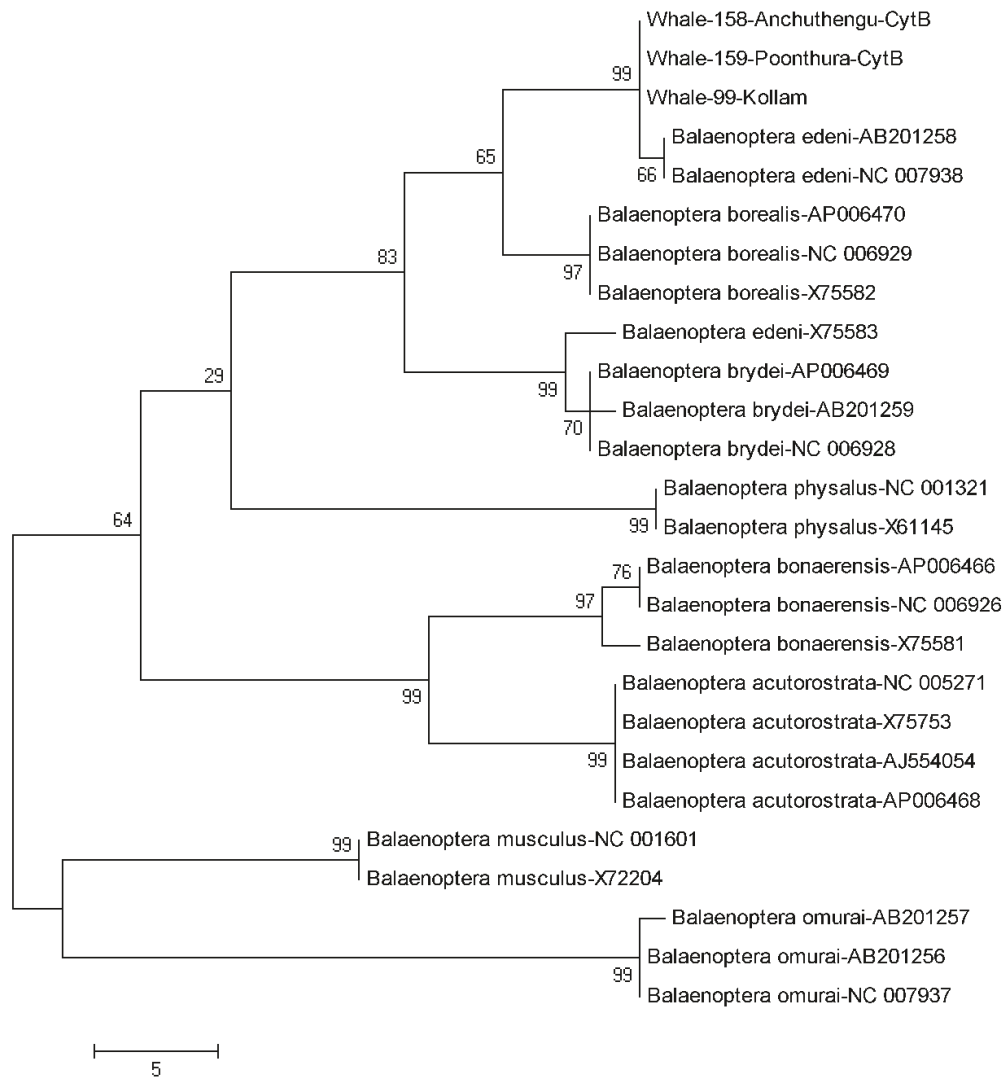 Whale-158-Anchuthengu-CytB
Whale-159-Poonthura-CytB
99
Whale-99-Kollam
Balaenoptera edeni-AB201258
65
66
Balaenoptera edeni-NC 007938
Balaenoptera borealis-AP006470
83
Balaenoptera borealis-NC 006929
97
Balaenoptera borealis-X75582
Balaenoptera edeni-X75583
29
Balaenoptera brydei-AP006469
99
Balaenoptera brydei-AB201259
70
Balaenoptera brydei-NC 006928
Balaenoptera physalus-NC 001321
64
99
Balaenoptera physalus-X61145
76
Balaenoptera bonaerensis-AP006466
97
Balaenoptera bonaerensis-NC 006926
Balaenoptera bonaerensis-X75581
99
Balaenoptera acutorostrata-NC 005271
Balaenoptera acutorostrata-X75753
99
Balaenoptera acutorostrata-AJ554054
Balaenoptera acutorostrata-AP006468
99
Balaenoptera musculus-NC 001601
Balaenoptera musculus-X72204
Balaenoptera omurai-AB201257
Balaenoptera omurai-AB201256
99
Balaenoptera omurai-NC 007937
5